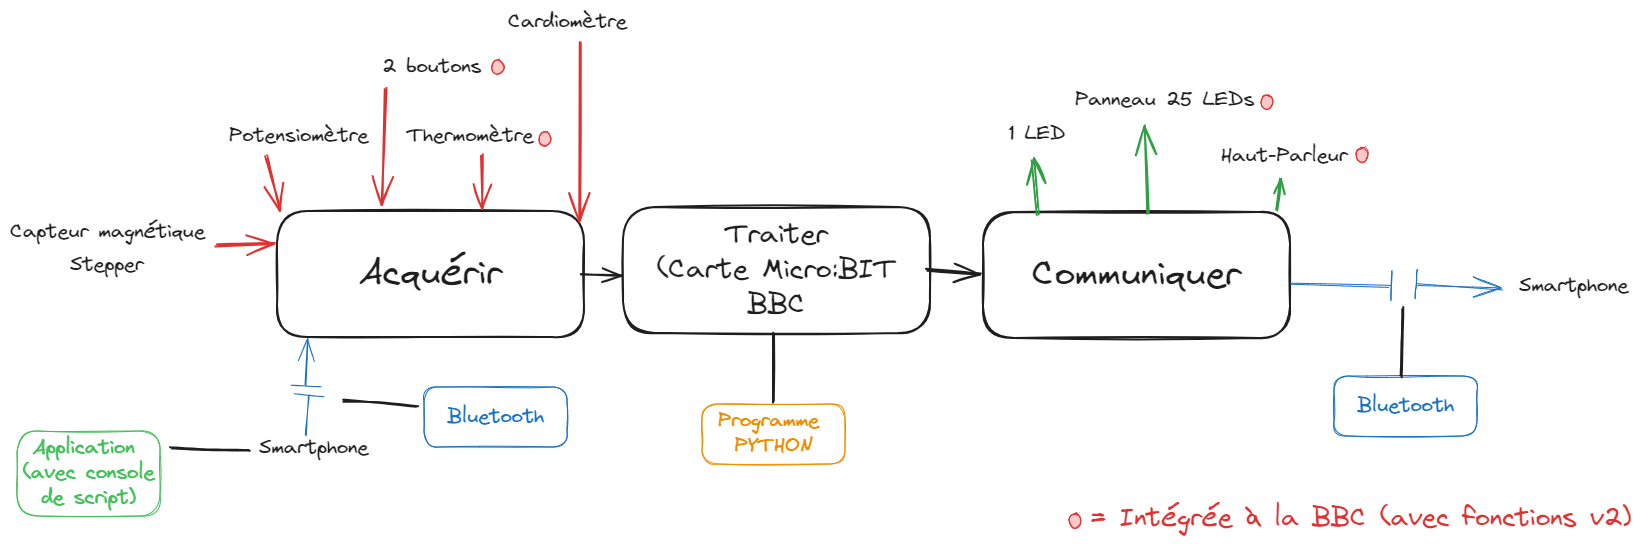 Cardiomètre
2 boutons
Potensiomètre
Thermomètre
Capteur magnétique
Stepper
Acquérir
Traiter
(Carte Micro:BIT
BBC
Communiquer
1 LED
Panneau 25 LEDs
Haut-Parleur
Smartphone
Bluetooth
Smartphone
Application
(avec console
de script)
Programme
PYTHON
Bluetooth
= Intégrée à la BBC (avec fonctions v2)